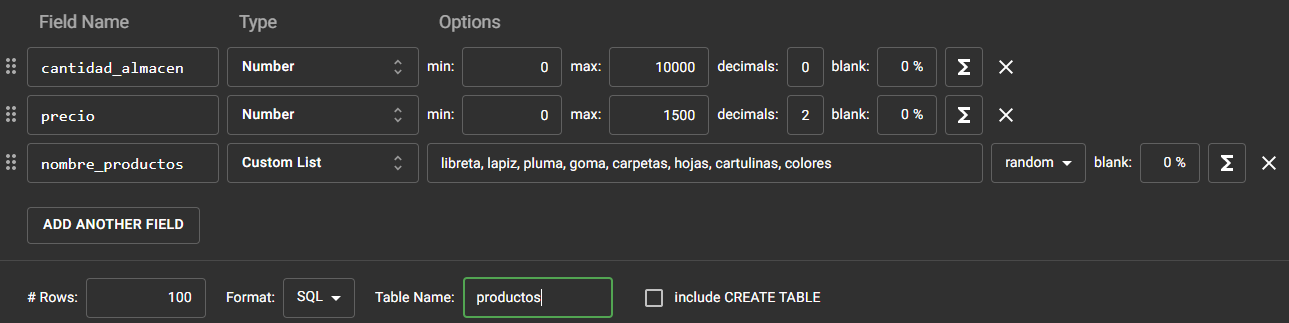 Field Name Type Options
cantidad_almacen Number min: 0 max: 10000 decimals: 0 blank: 0 % Σ
precio Number min: 0 max: 1500 decimals: 2 blank: 0 % Σ
nombre_productos Custom List libreta, lapiz, pluma, goma, carpetas, hojas, cartulinas, colores random blank: 0 % Σ
ADD ANOTHER FIELD
# Rows: 100 Format: SQL Table Name: productos include CREATE TABLE